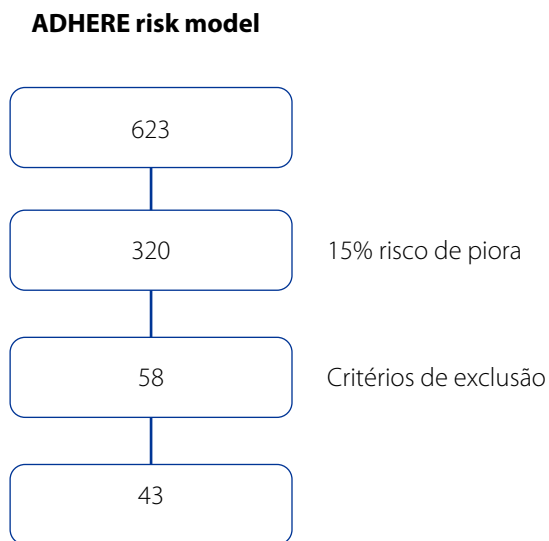 ADHERE risk model
623
320
15% risco de piora
58
Critérios de exclusão
43